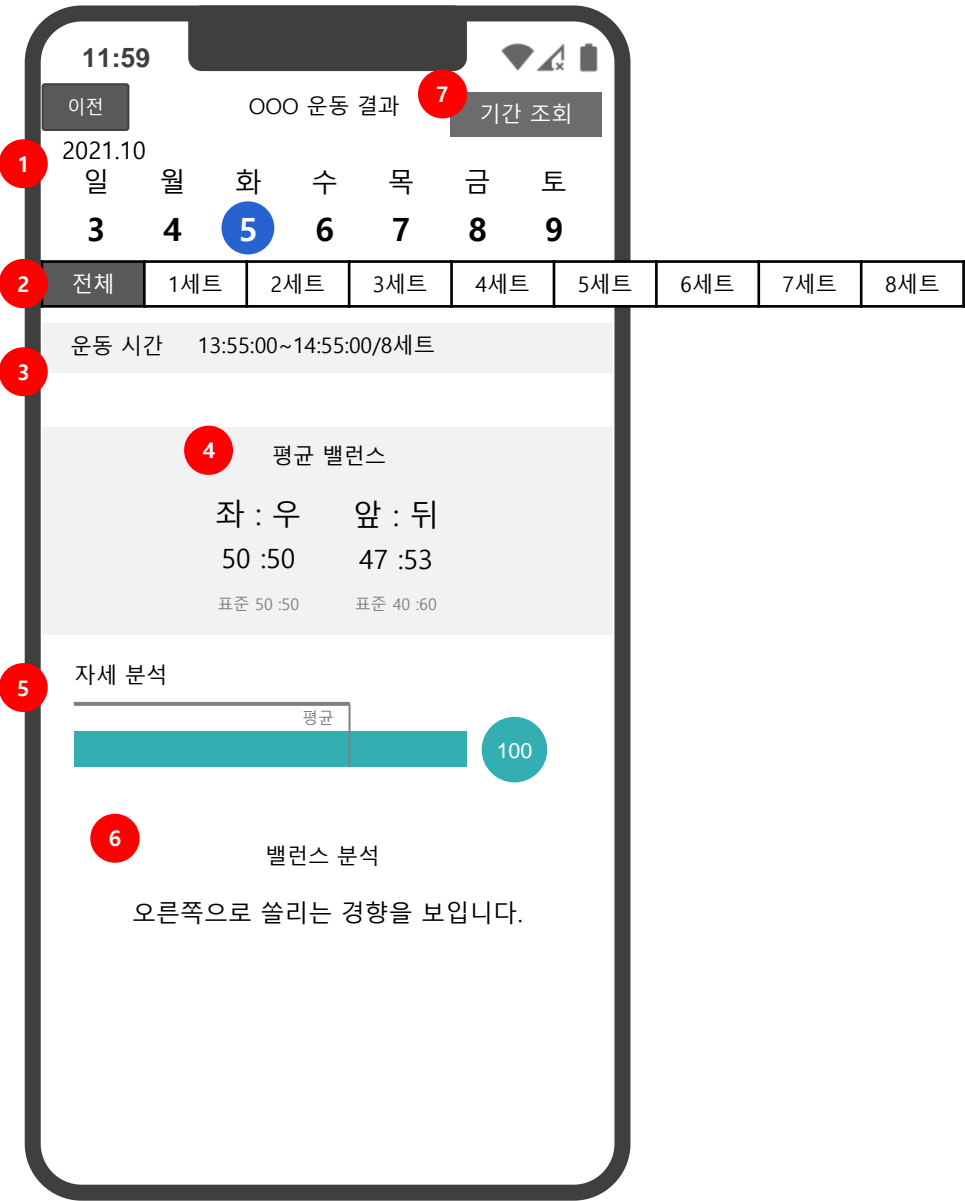 11:59
이전
OOO 운동 결과
7
기간 조회
1
2021.10
일 월 화 수 목 금 토
3 4 5 6 7 8 9
2
전체 1세트 2세트 3세트 4세트 5세트 6세트 7세트 8세트
운동 시간 13:55:00~14:55:00/8세트
3
4
평균 밸런스
좌 : 우 앞 : 뒤
50 :50 47 :53
표준 50 :50 표준 40 :60
5
자세 분석
평균
100
6
밸런스 분석
오른쪽으로 쏠리는 경향을 보입니다.